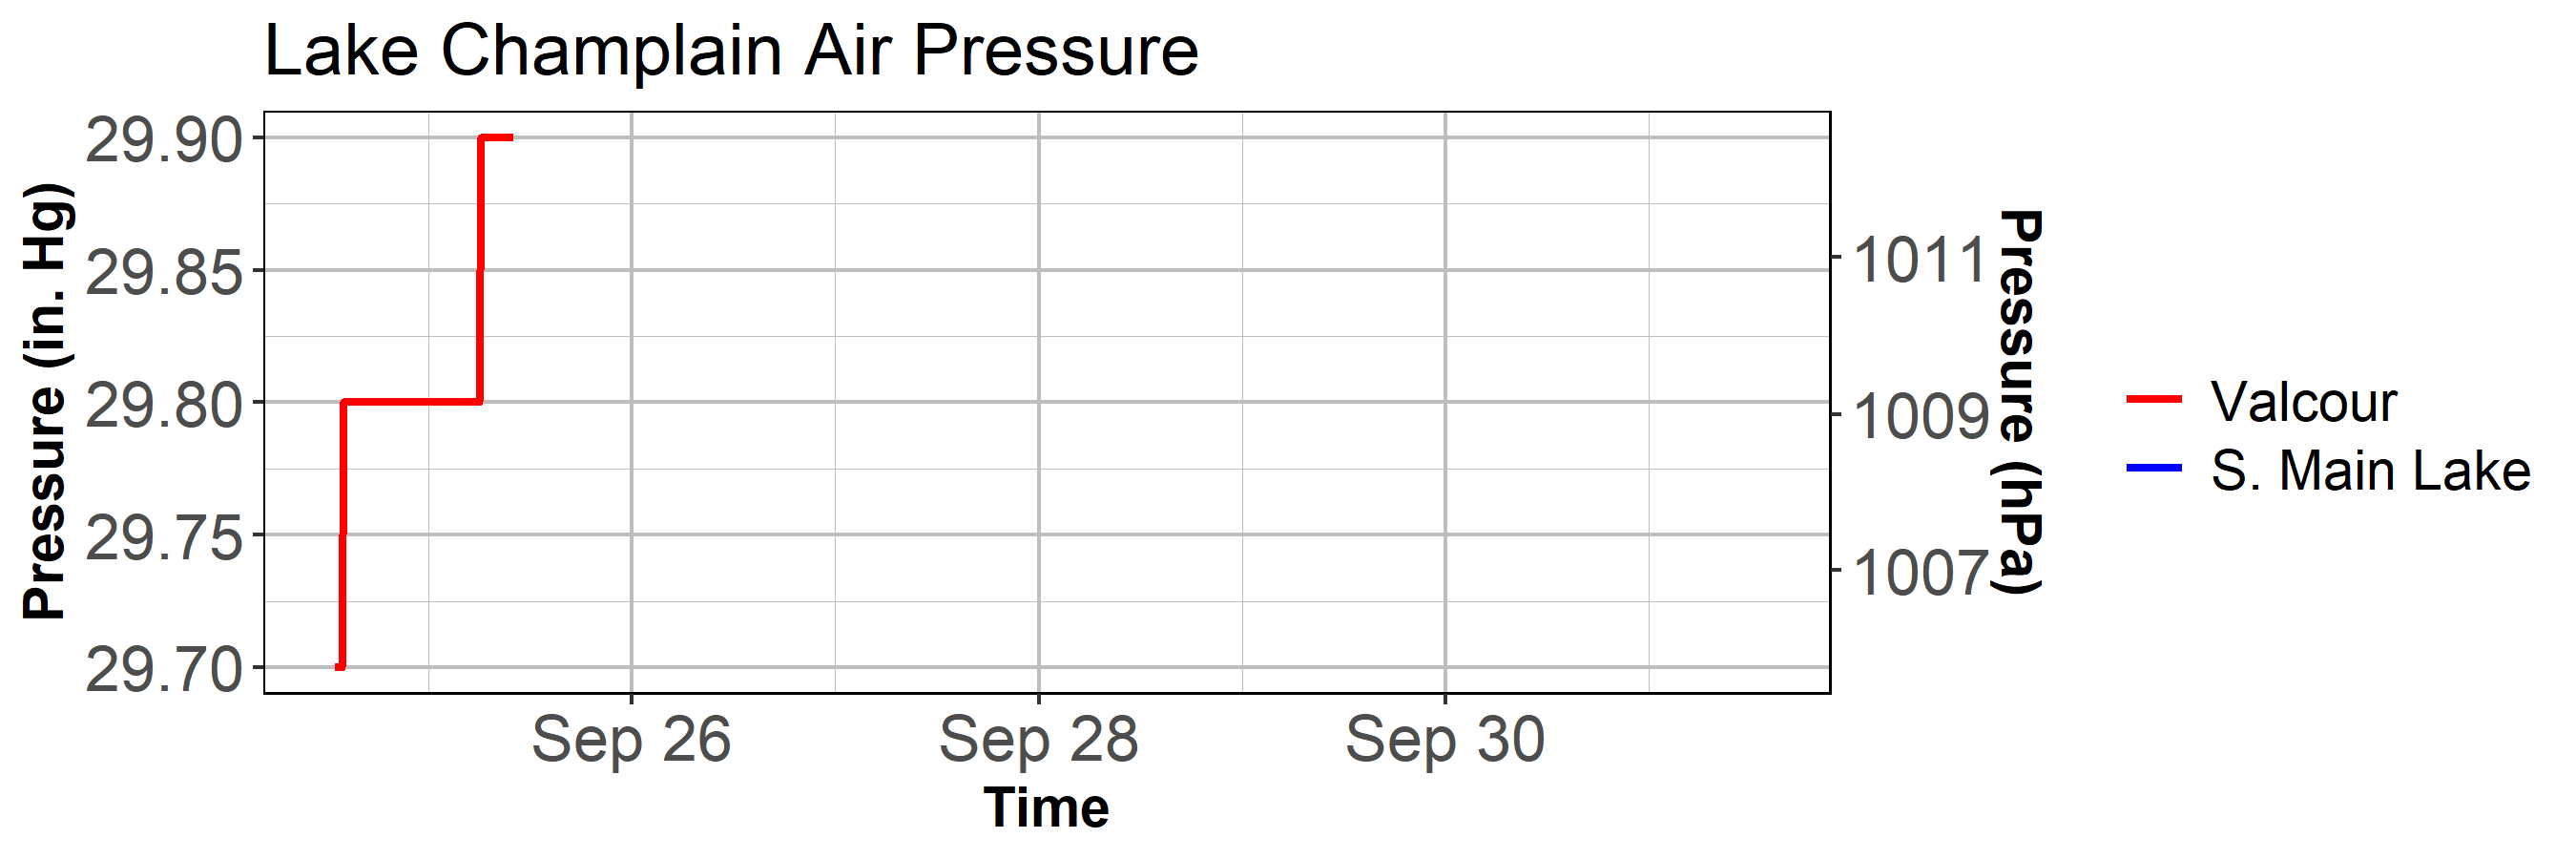 Lake Champlain Air Pressure
Pressure (in. Hg)
29.90
29.85
29.80
29.75
29.70
1011
1009
1007
Pressure (hPa)
Valcour
S. Main Lake
Sep 26
Sep 28
Sep 30
Time